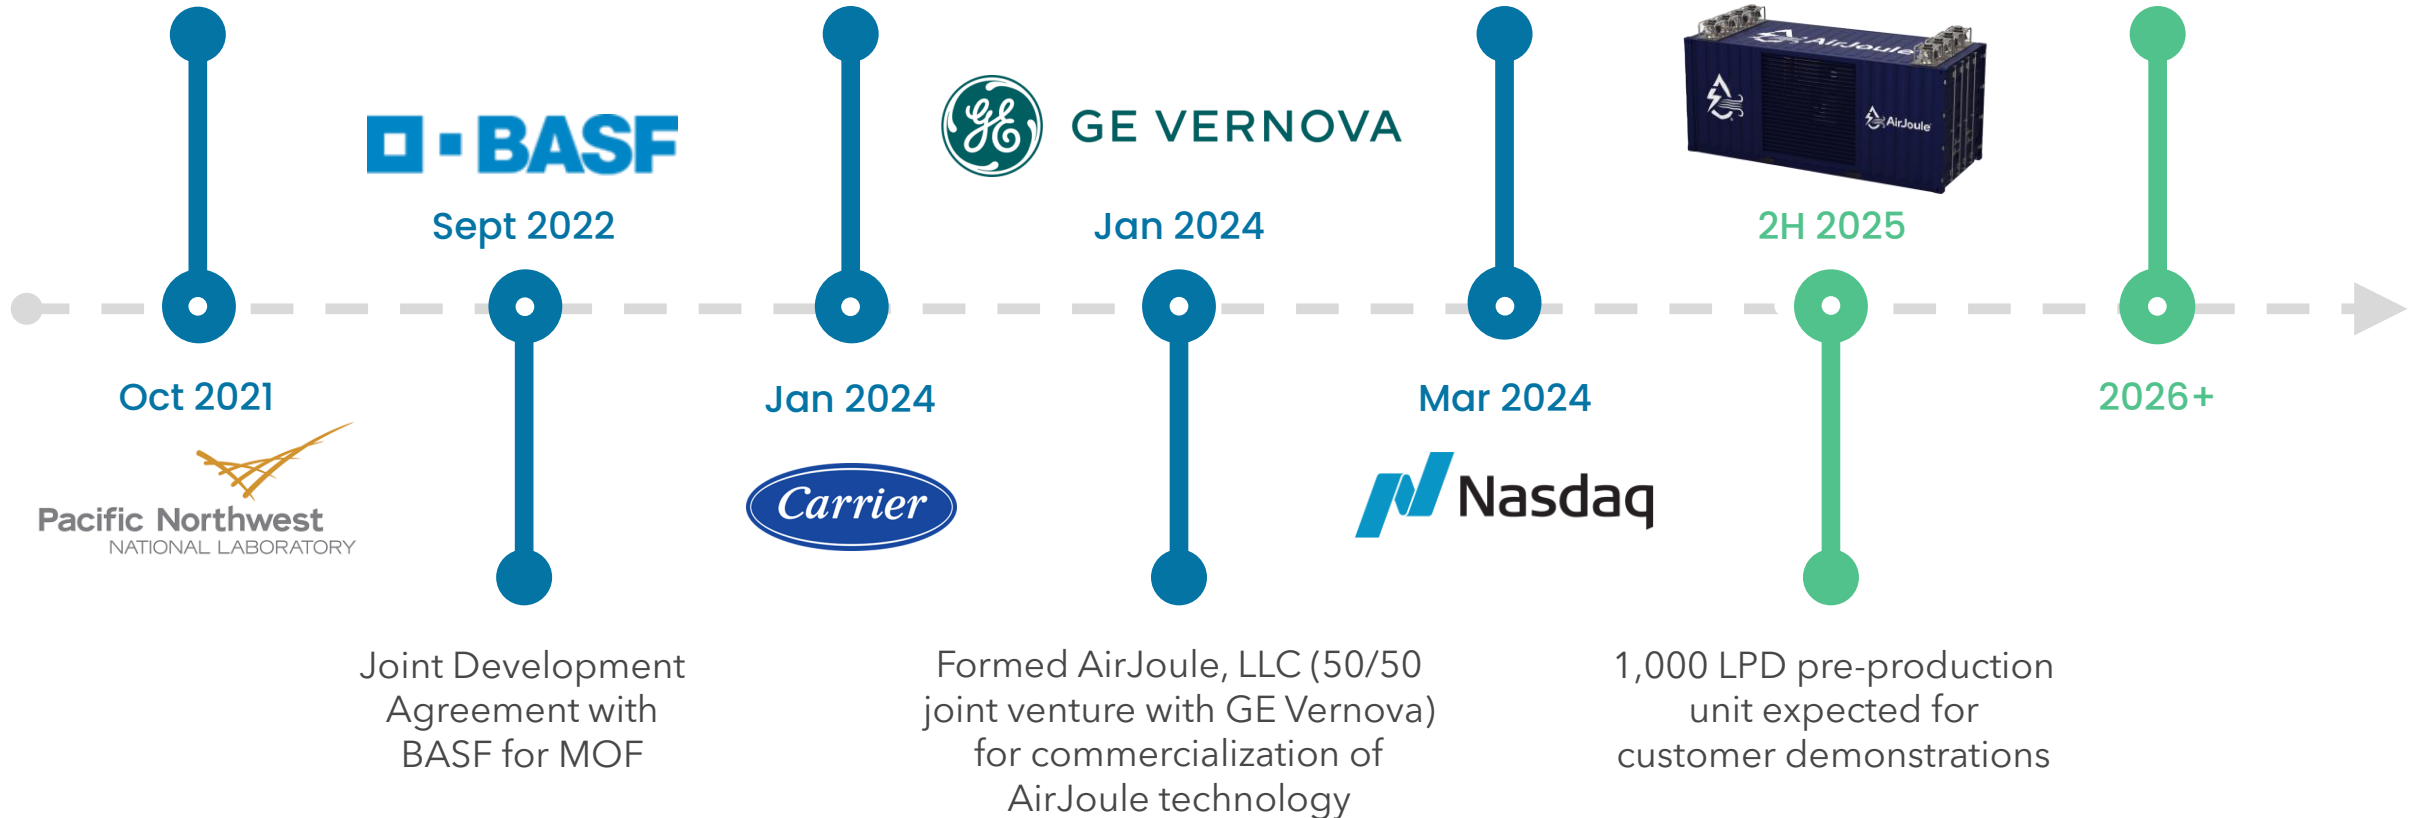 BASF
Sept 2022
GE VERNOVA
Jan 2024
AirJoule
AirJoule
2H 2025
Oct 2021
Pacific Northwest
NATIONAL LABORATORY
Jan 2024
Carrier
Mar 2024
Nasdaq
2026+
Joint Development
Agreement with
BASF for MOF
Formed AirJoule, LLC (50/50
joint venture with GE Vernova)
for commercialization of
AirJoule technology
1,000 LPD pre-production
unit expected for
customer demonstrations